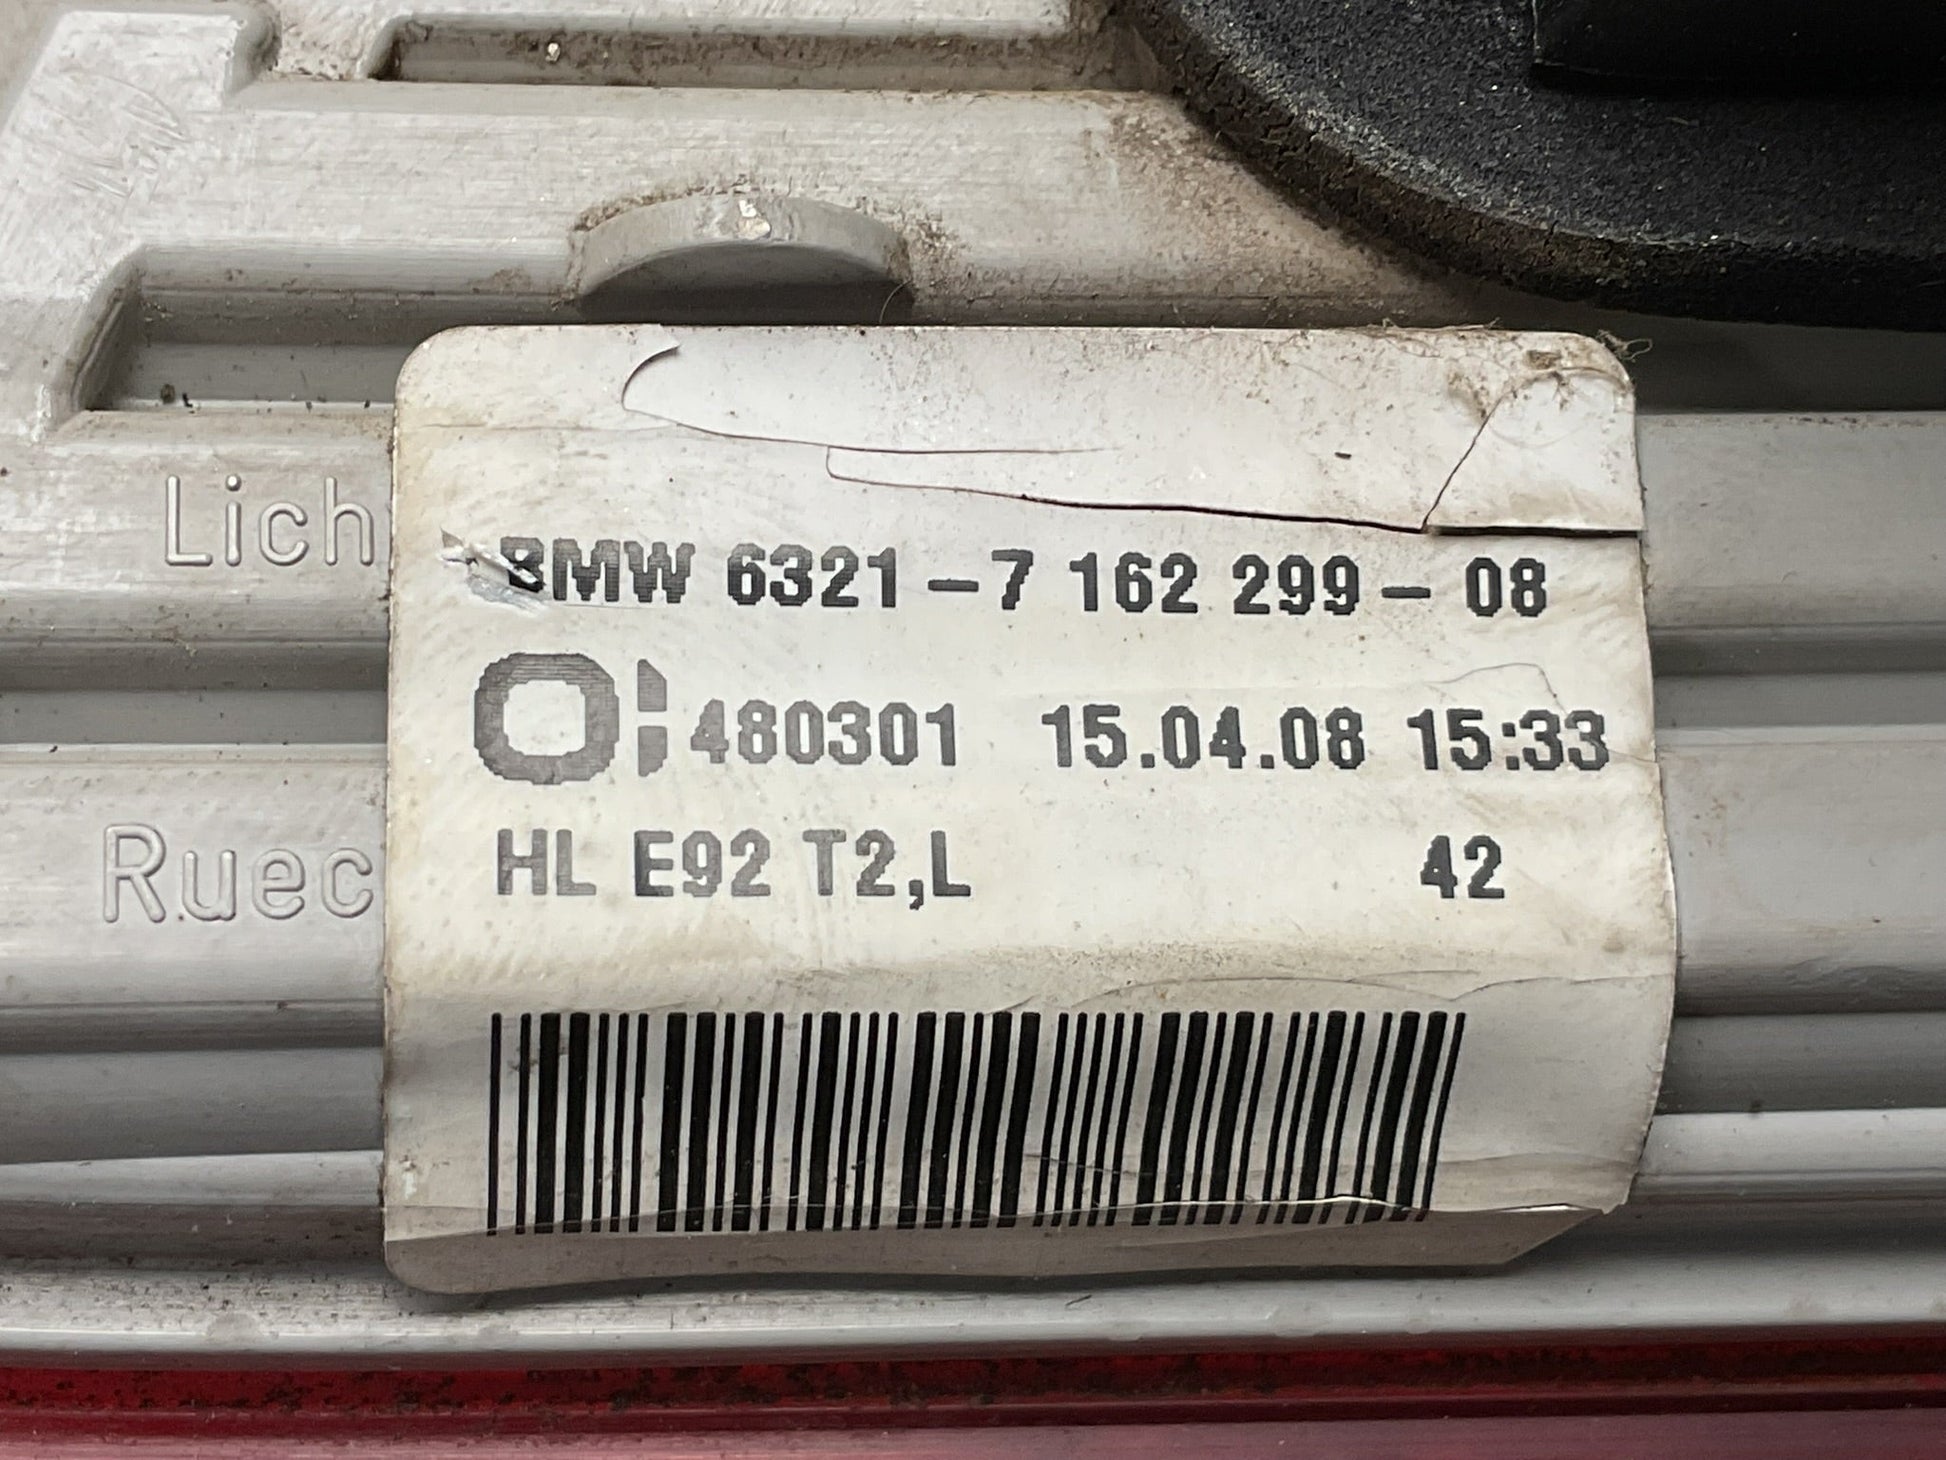 Lich
BMW 6321-7 162 299- 08
480301 15.04.08 15:33
Ruec
HL E92 T2,L 42